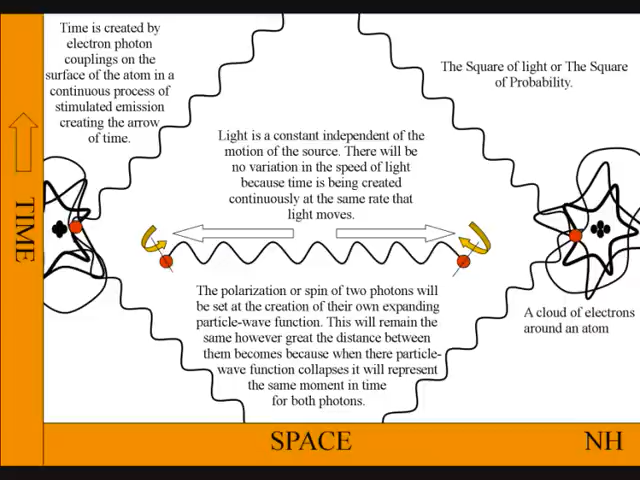 Time is created by
electron photon
couplings on the
surface of the atom in a
continuous process of
stimulated emission
creating the arrow
of time.
The Square of light or The Square
of Probability.
Light is a constant independent of the
motion of the source. There will be
no variation in the speed of light
because time is being created
continuously at the same rate that
light moves.
TIME
The polarization or spin of two photons will
be set at the creation of their own expanding
particle-wave function. This will remain the
same however great the distance between
them becomes because when there particle-
wave function collapses it will represent
the same moment in time
for both photons.
A cloud of electrons
around an atom
SPACE
NH